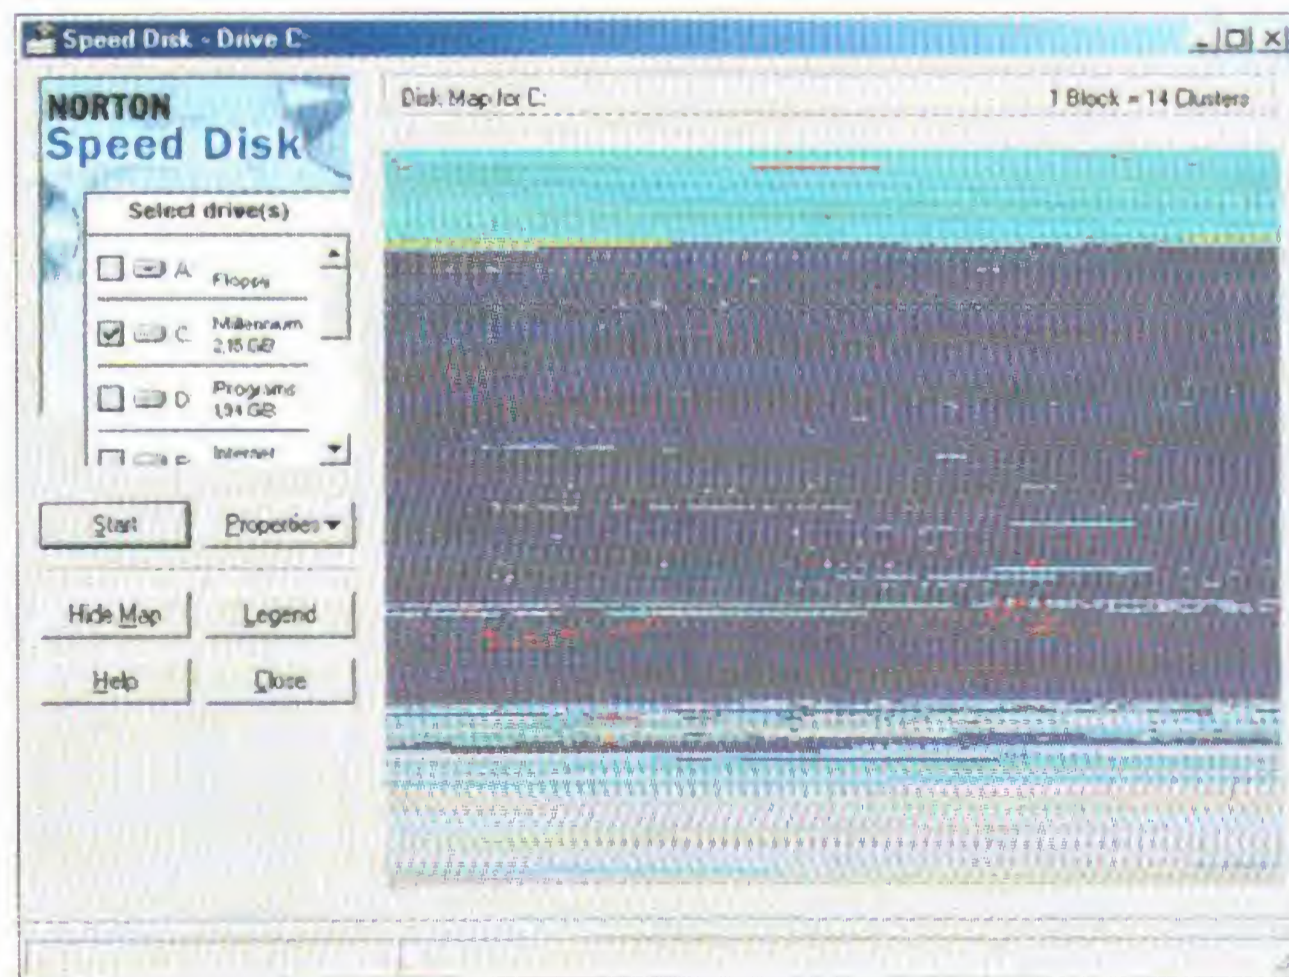 Speed Disk - Drive C:
NORTON
Speed Disk
Select drive(s)
A Floppy
C Millennium
2,15 GB
D Programs
1,94 GB
Internet
Start
Properties
Hide Map
Legend
Help
Close
Disk Map for C:
1 Block = 14 Clusters